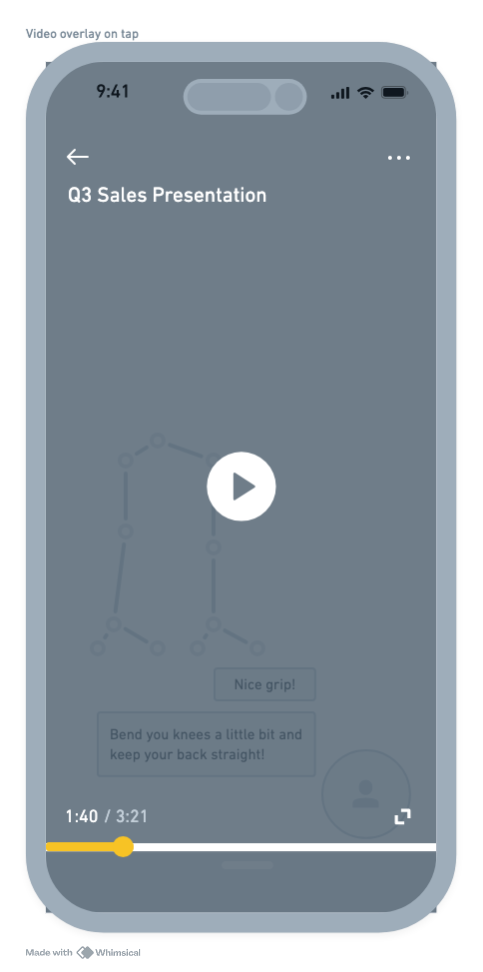 Video overlay on tap
9:41
Q3 Sales Presentation
Nice grip!
Bend you knees a little bit and
keep your back straight!
1:40 / 3:21
Made with Whimsical